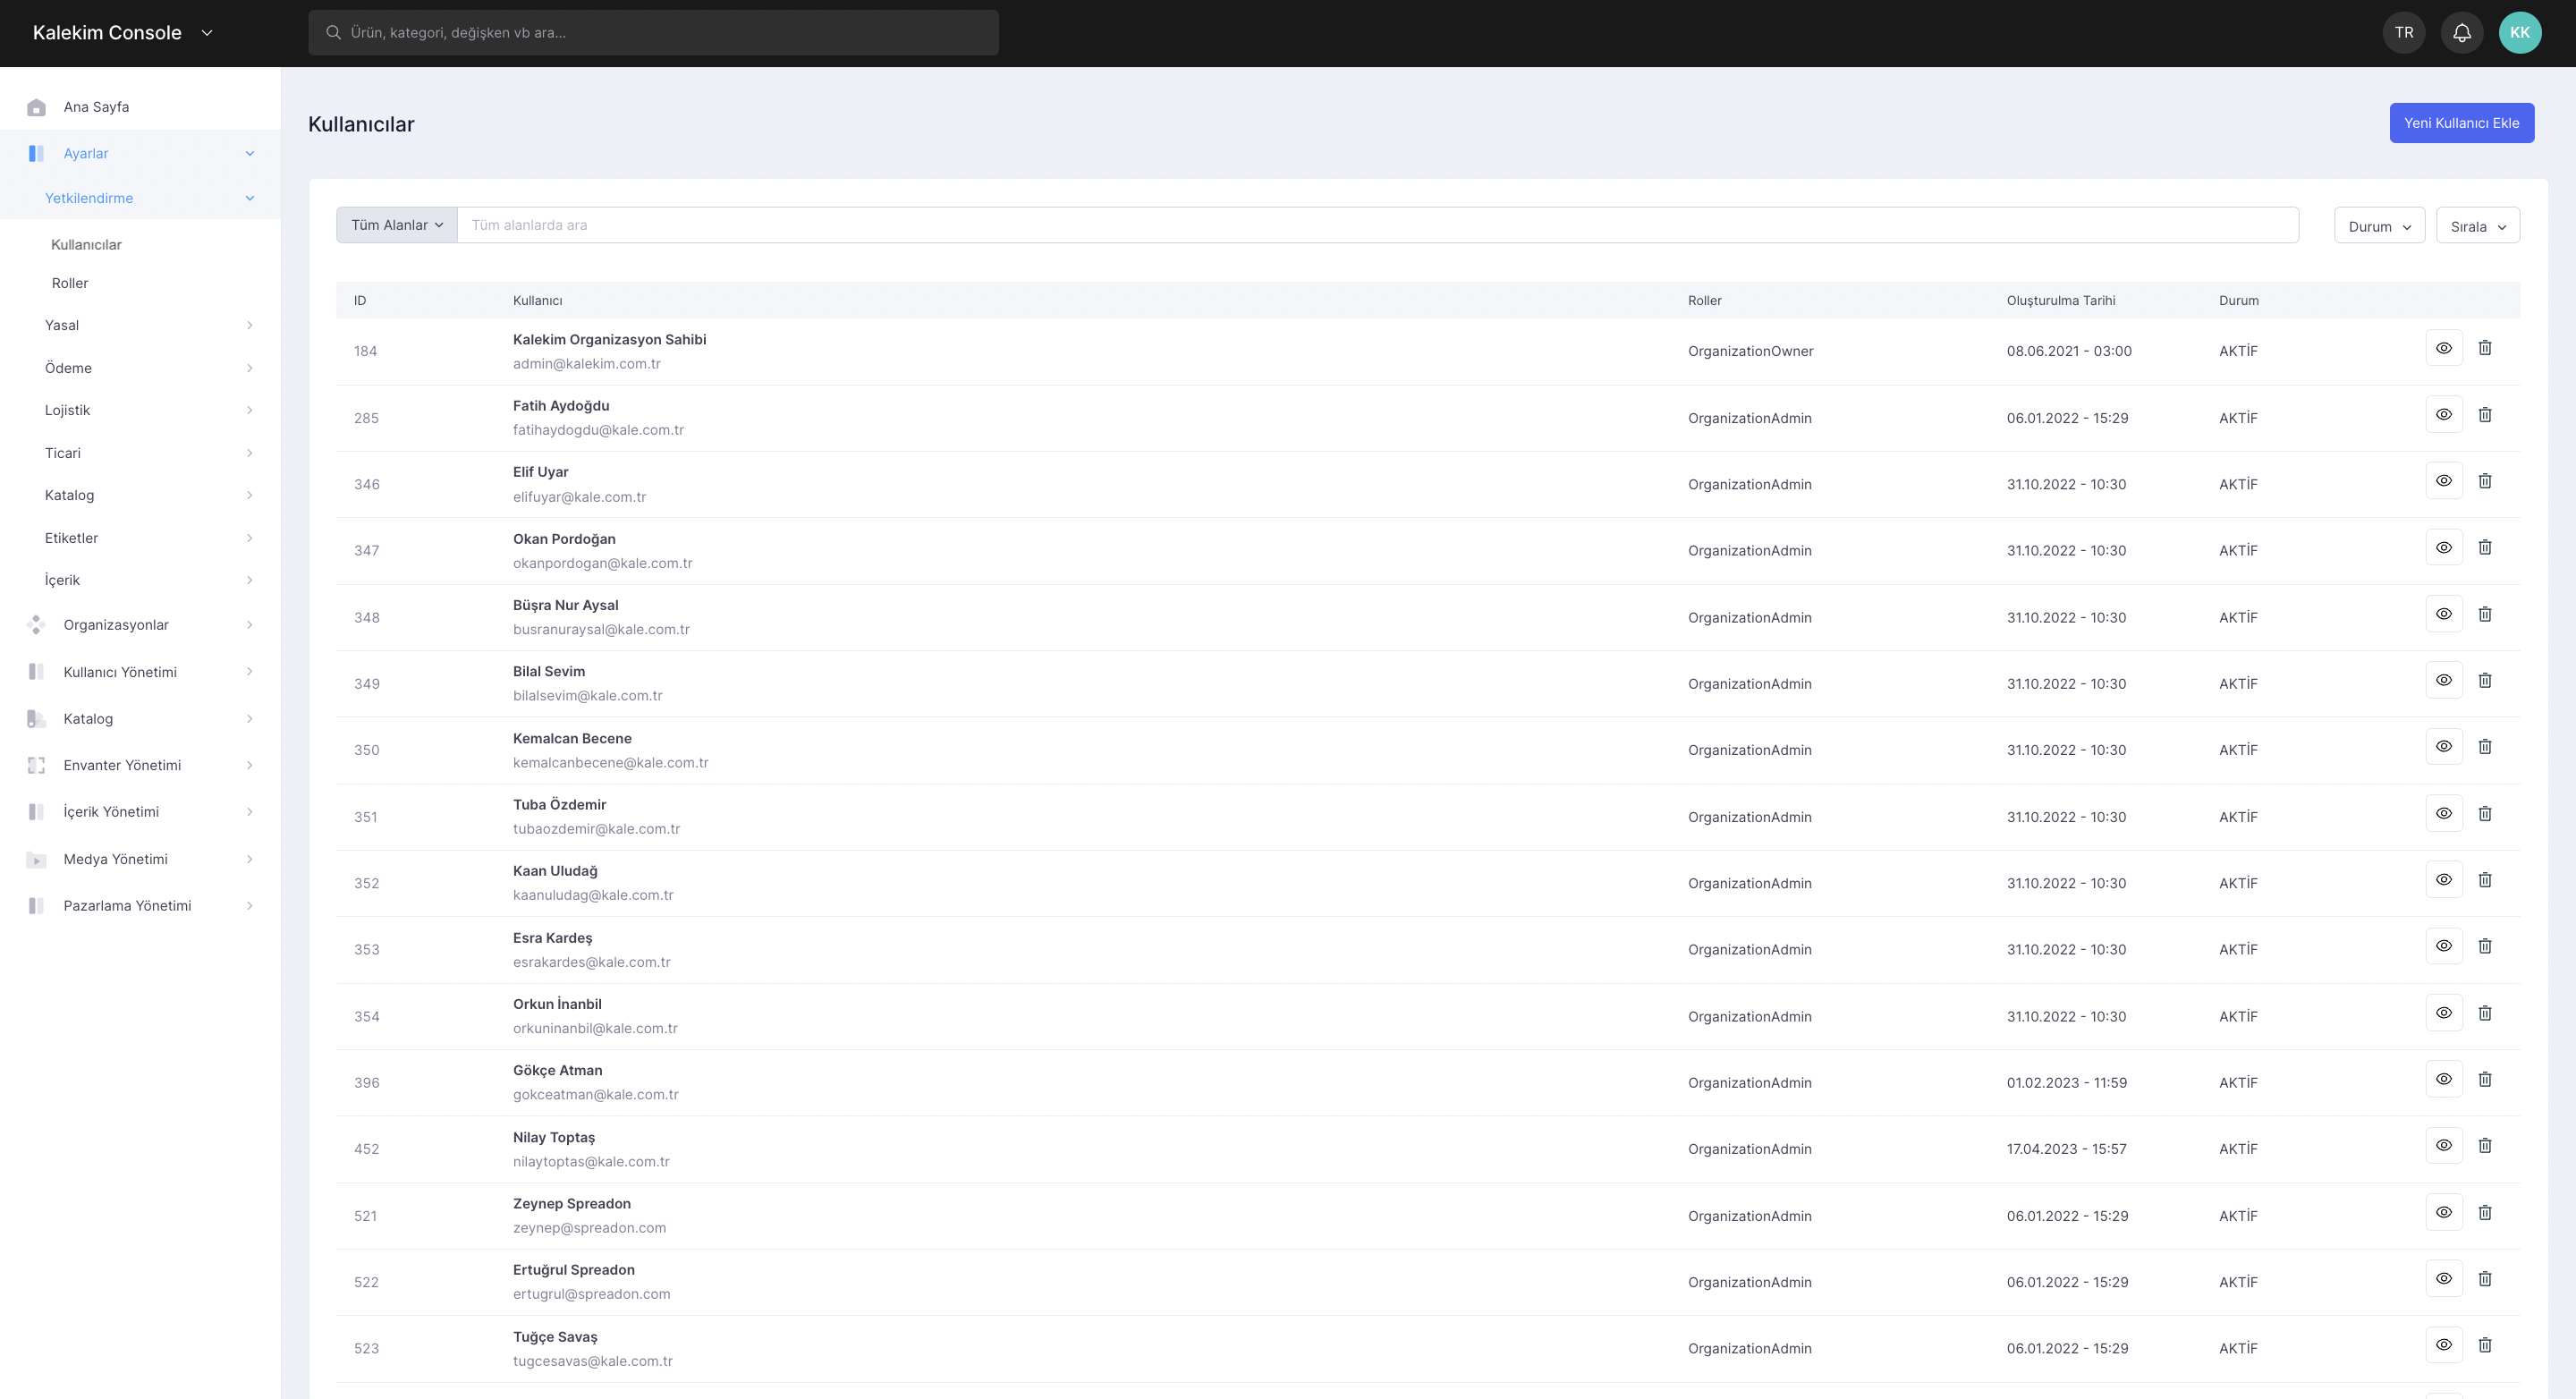 Kalekim Console
Ürün, kategori, değişken vb ara...
TR
KK
Ana Sayfa
Ayarlar
Yetkilendirme
Kullanıcılar
Roller
Yasal
Ödeme
Lojistik
Ticari
Katalog
Etiketler
İçerik
Organizasyonlar
Kullanıcı Yönetimi
Katalog
Envanter Yönetimi
İçerik Yönetimi
Medya Yönetimi
Pazarlama Yönetimi
Kullanıcılar
Yeni Kullanıcı Ekle
Tüm Alanlar
Tüm alanlarda ara
Durum
Sırala
ID Kullanıcı Roller Oluşturulma Tarihi Durum
Kalekim Organizasyon Sahibi
184 OrganizationOwner 08.06.2021 - 03:00 AKTİF
admin@kalekim.com.tr
Fatih Aydoğdu
285 OrganizationAdmin 06.01.2022 - 15:29 AKTİF
fatihaydogdu@kale.com.tr
Elif Uyar
346 OrganizationAdmin 31.10.2022 - 10:30 AKTİF
elifuyar@kale.com.tr
Okan Pordoğan
347 OrganizationAdmin 31.10.2022 - 10:30 AKTİF
okanpordogan@kale.com.tr
Büşra Nur Aysal
348 OrganizationAdmin 31.10.2022 - 10:30 AKTİF
busranuraysal@kale.com.tr
Bilal Sevim
349 OrganizationAdmin 31.10.2022 - 10:30 AKTİF
bilalsevim@kale.com.tr
Kemalcan Becene
350 OrganizationAdmin 31.10.2022 - 10:30 AKTİF
kemalcanbecene@kale.com.tr
Tuba Özdemir
351 OrganizationAdmin 31.10.2022 - 10:30 AKTİF
tubaozdemir@kale.com.tr
Kaan Uludağ
352 OrganizationAdmin 31.10.2022 - 10:30 AKTİF
kaanuludag@kale.com.tr
Esra Kardeş
353 OrganizationAdmin 31.10.2022 - 10:30 AKTİF
esrakardes@kale.com.tr
Orkun İnanbil
354 OrganizationAdmin 31.10.2022 - 10:30 AKTİF
orkuninanbil@kale.com.tr
Gökçe Atman
396 OrganizationAdmin 01.02.2023 - 11:59 AKTİF
gokceatman@kale.com.tr
Nilay Toptaş
452 OrganizationAdmin 17.04.2023 - 15:57 AKTİF
nilaytoptas@kale.com.tr
Zeynep Spreadon
521 OrganizationAdmin 06.01.2022 - 15:29 AKTİF
zeynep@spreadon.com
Ertuğrul Spreadon
522 OrganizationAdmin 06.01.2022 - 15:29 AKTİF
ertugrul@spreadon.com
Tuğçe Savaş
523 OrganizationAdmin 06.01.2022 - 15:29 AKTİF
tugcesavas@kale.com.tr